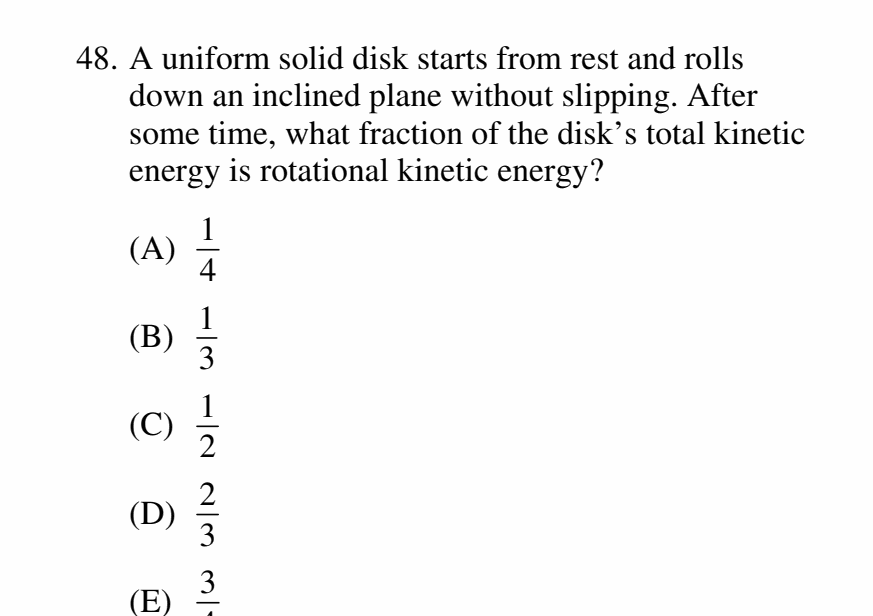 48. A uniform solid disk starts from rest and rolls
down an inclined plane without slipping. After
some time, what fraction of the disk’s total kinetic
energy is rotational kinetic energy?
(A) 1/4
(B) 1/3
(C) 1/2
(D) 2/3
(E) 3